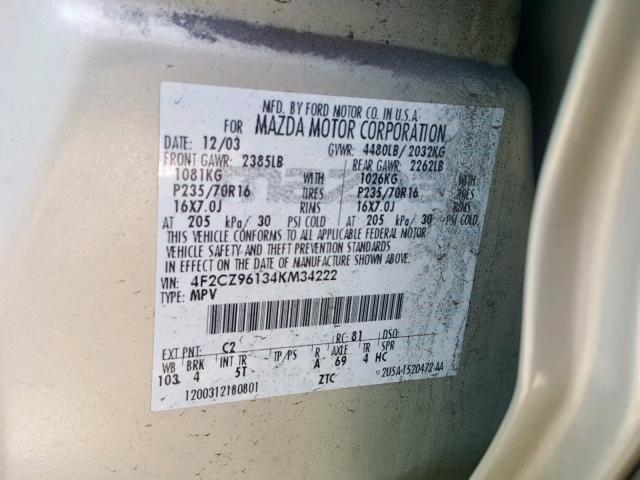 MFD. BY FORD MOTOR CO. IN U.S.A.
FOR MAZDA MOTOR CORPORATION
DATE: 12/03 GVWR: 4480LB/ 2032KG
FRONT GAWR: 2385LB REAR GAWR: 2262LB
1081KG WITH 1026KG WITH
P235/70R16 TIRES P235/70R16 TIRES
16X7.0J RIMS 16X7.0J RIMS
AT 205 kPa/ 30 PSI COLD AT 205 kPa/ 30 PSI COLD
THIS VEHICLE CONFORMS TO ALL APPLICABLE FEDERAL MOTOR
VEHICLE SAFETY AND THEFT PREVENTION STANDARDS
IN EFFECT ON THE DATE OF MANUFACTURE SHOWN ABOVE.
VIN: 4F2CZ96134KM34222
TYPE: MPV
EXT PNT: C2 RC: 81 DSO:
WB BRK INT TR TP/PS R AXLE TR SPR
103 4 5T A 69 4 HC
1200312180801 ZTC 2U5A-1520472-AA